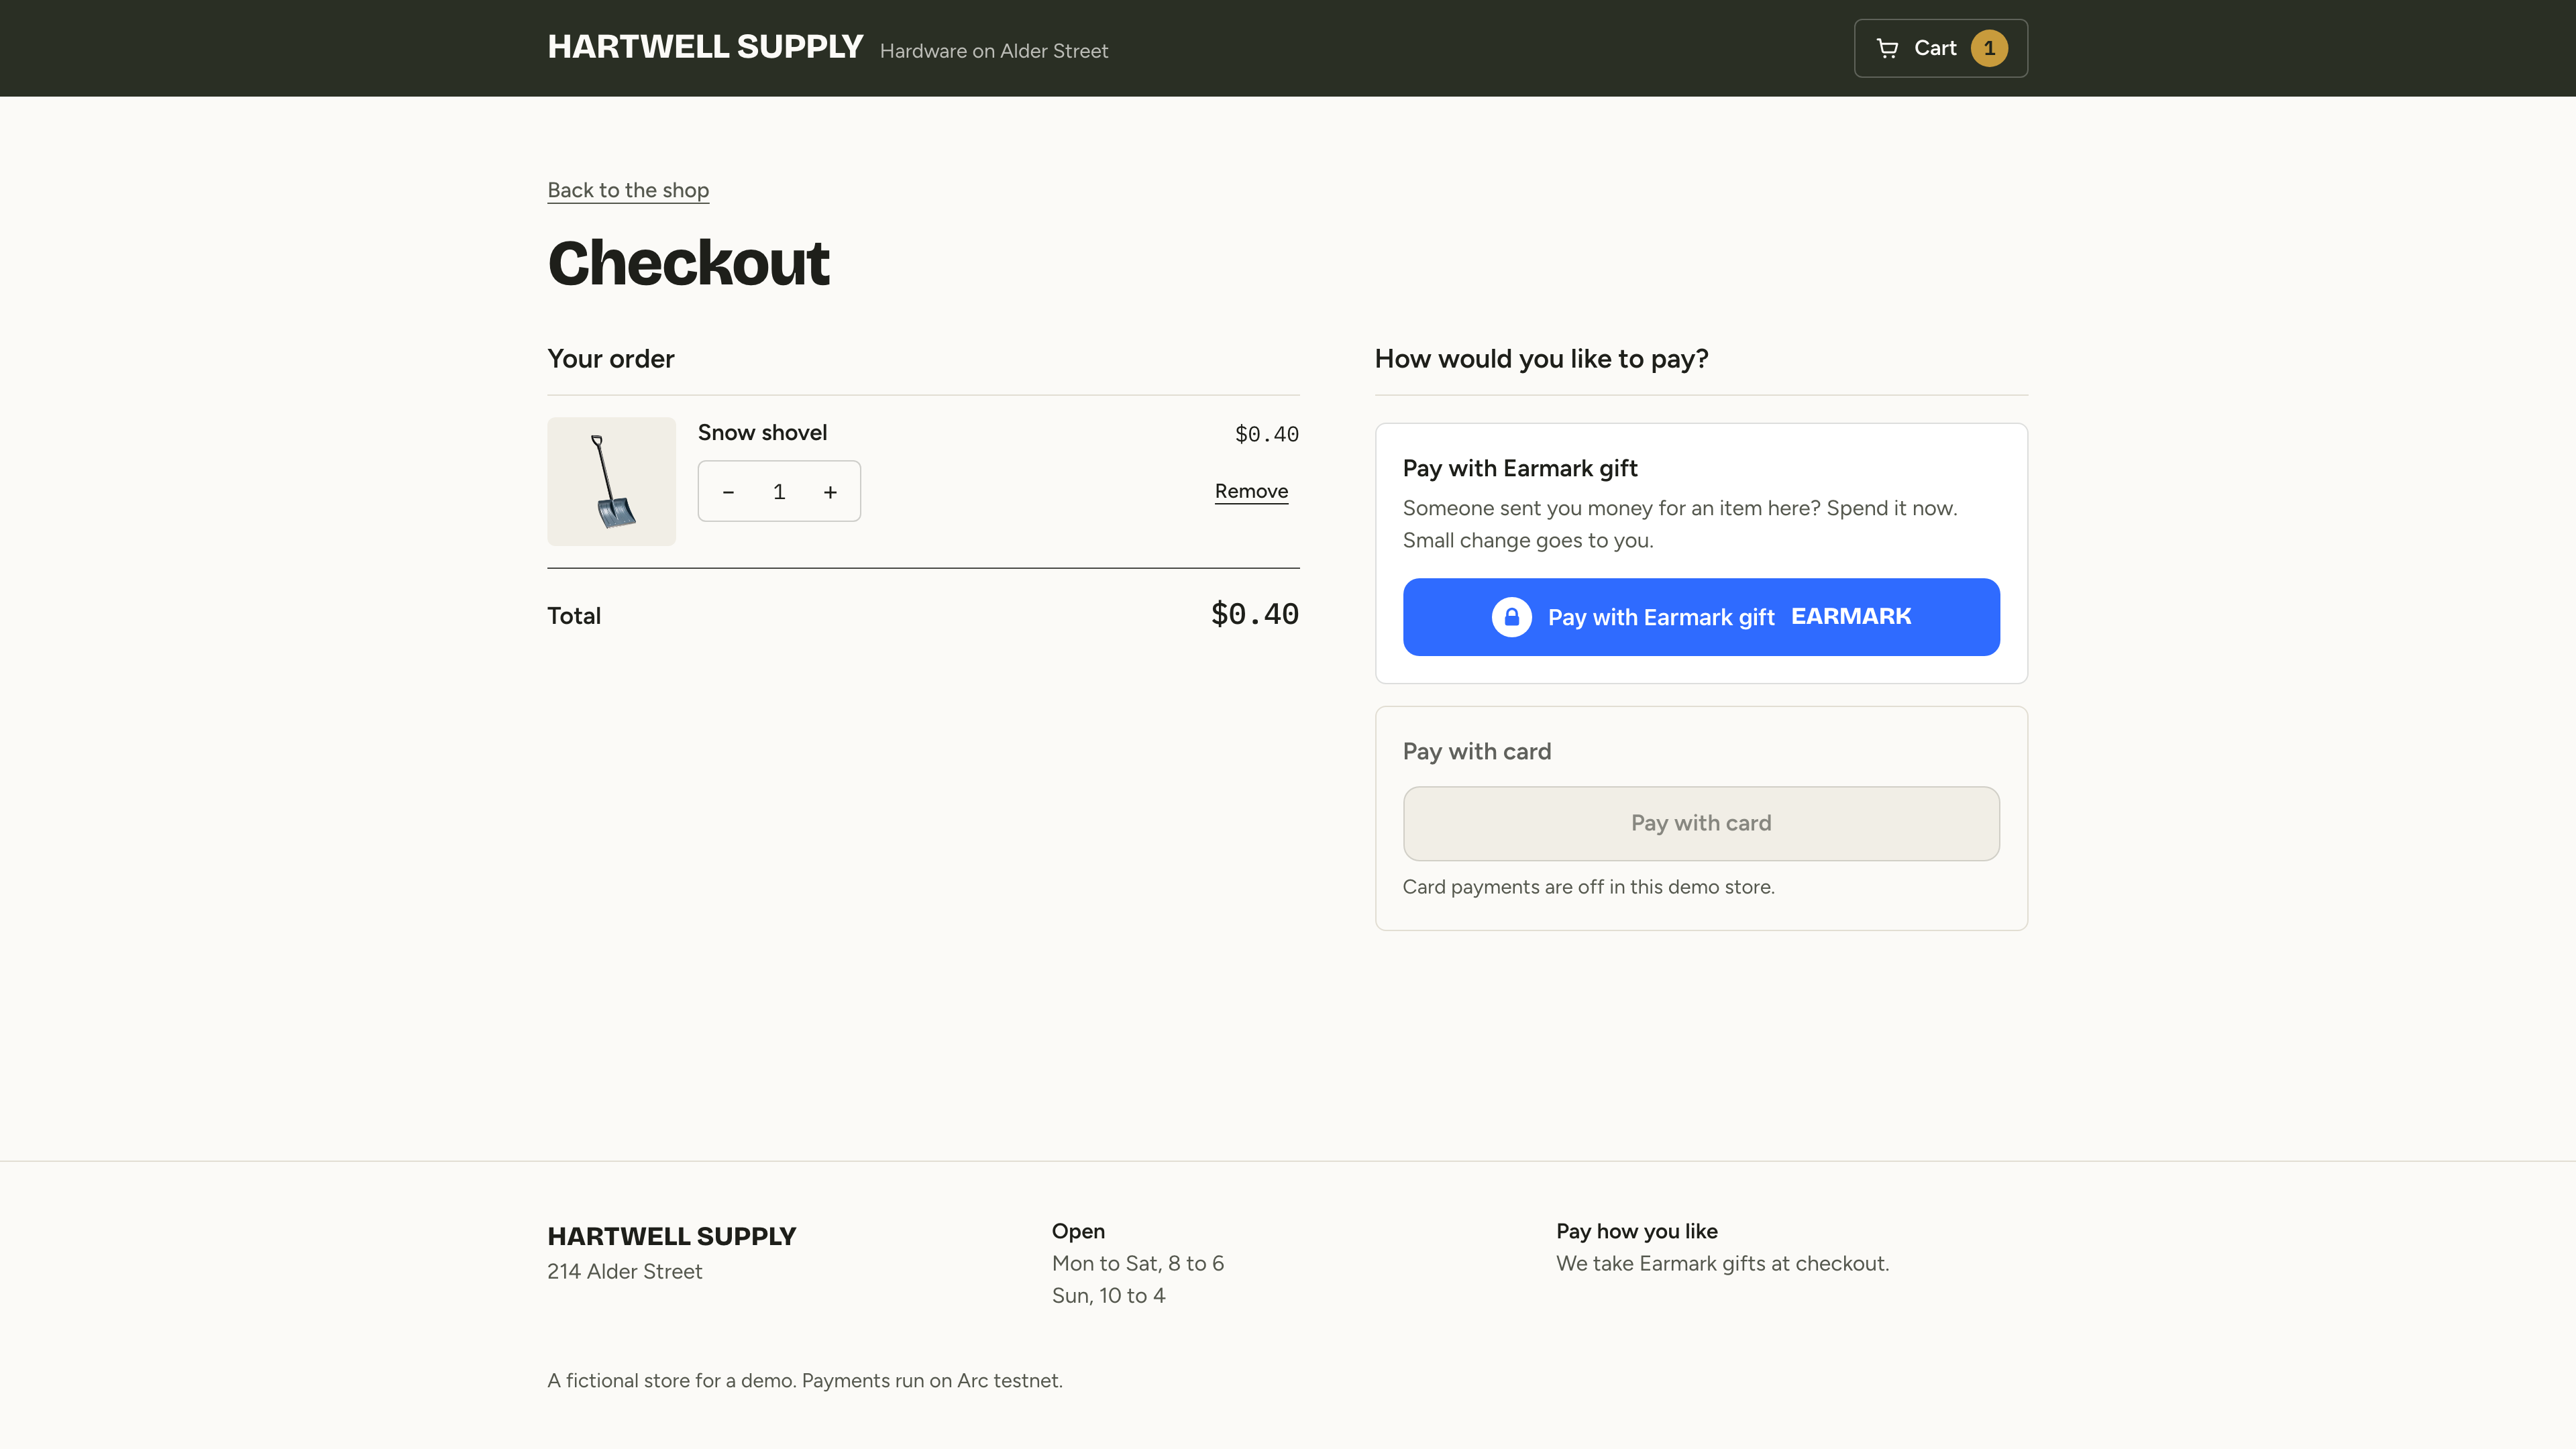 HARTWELL SUPPLY Hardware on Alder Street
Cart 1
Back to the shop
Checkout
Your order
Snow shovel
$0.40
− 1 +
Remove
Total
$0.40
How would you like to pay?
Pay with Earmark gift
Someone sent you money for an item here? Spend it now.
Small change goes to you.
Pay with Earmark gift EARMARK
Pay with card
Pay with card
Card payments are off in this demo store.
HARTWELL SUPPLY
214 Alder Street
Open
Mon to Sat, 8 to 6
Sun, 10 to 4
Pay how you like
We take Earmark gifts at checkout.
A fictional store for a demo. Payments run on Arc testnet.